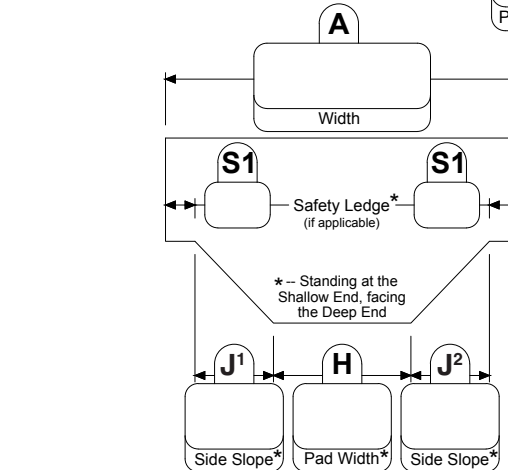 P
A
Width
S1
S1
Safety Ledge*
(if applicable)
* -- Standing at the
Shallow End, facing
the Deep End
J¹
H
J²
Side Slope*
Pad Width*
Side Slope*